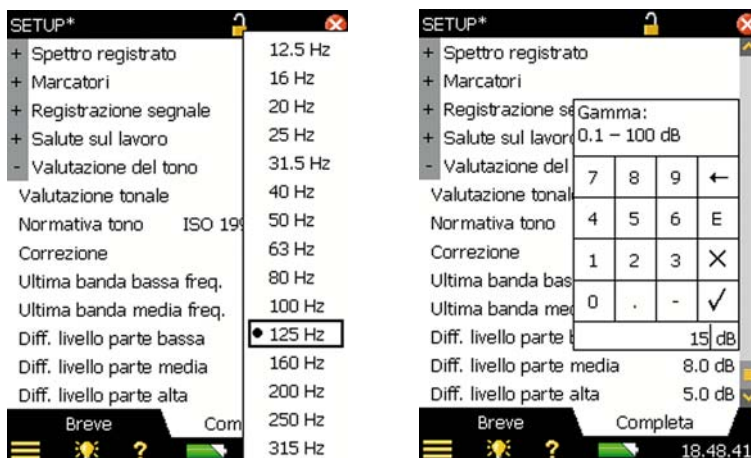 SETUP*
+ Spettro registrato
+ Marcatori
+ Registrazione segnale
+ Salute sul lavoro
- Valutazione del tono
Valutazione tonale
Normativa tono ISO 199
Correzione
Ultima banda bassa freq.
Ultima banda media freq.
Diff. livello parte bassa
Diff. livello parte media
Diff. livello parte alta
Breve Com
?
12.5 Hz
16 Hz
20 Hz
25 Hz
31.5 Hz
40 Hz
50 Hz
63 Hz
80 Hz
100 Hz
125 Hz
160 Hz
200 Hz
250 Hz
315 Hz
SETUP*
+ Spettro registrato
+ Marcatori
+ Registrazione se
+ Salute sul lavoro
- Valutazione del
Valutazione tonal
Normativa tono
Correzione
Ultima banda bas
Ultima banda med
Diff. livello parte b
Diff. livello parte media 8.0 dB
Diff. livello parte alta 5.0 dB
Gamma:
0.1 – 100 dB
7 8 9 ←
4 5 6 E
1 2 3 X
0 . - ✓
15 dB
Breve Completa
? 18.48.41